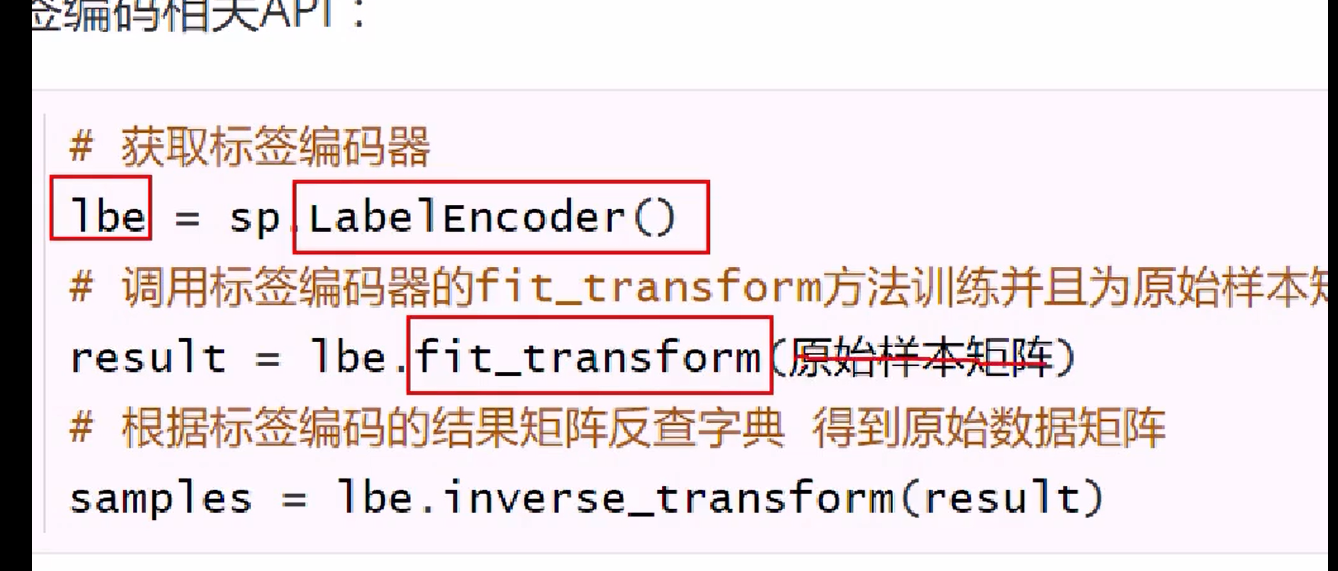 签编码相关API：
# 获取标签编码器
lbe = sp.LabelEncoder()
# 调用标签编码器的fit_transform方法训练并且为原始样本矩
result = lbe.fit_transform(原始样本矩阵)
# 根据标签编码的结果矩阵反查字典 得到原始数据矩阵
samples = lbe.inverse_transform(result)